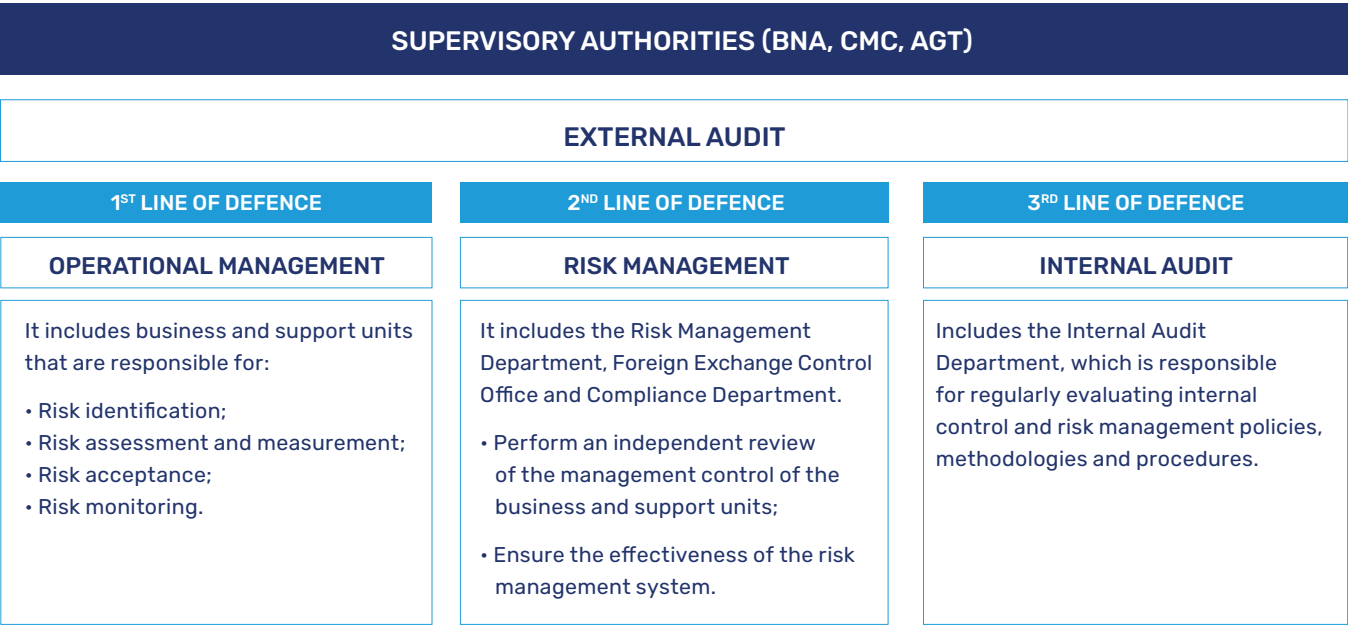 SUPERVISORY AUTHORITIES (BNA, CMC, AGT)
EXTERNAL AUDIT
1ST LINE OF DEFENCE
OPERATIONAL MANAGEMENT
It includes business and support units
that are responsible for:
• Risk identification;
• Risk assessment and measurement;
• Risk acceptance;
• Risk monitoring.
2ND LINE OF DEFENCE
RISK MANAGEMENT
It includes the Risk Management
Department, Foreign Exchange Control
Office and Compliance Department.
• Perform an independent review
of the management control of the
business and support units;
• Ensure the effectiveness of the risk
management system.
3RD LINE OF DEFENCE
INTERNAL AUDIT
Includes the Internal Audit
Department, which is responsible
for regularly evaluating internal
control and risk management policies,
methodologies and procedures.